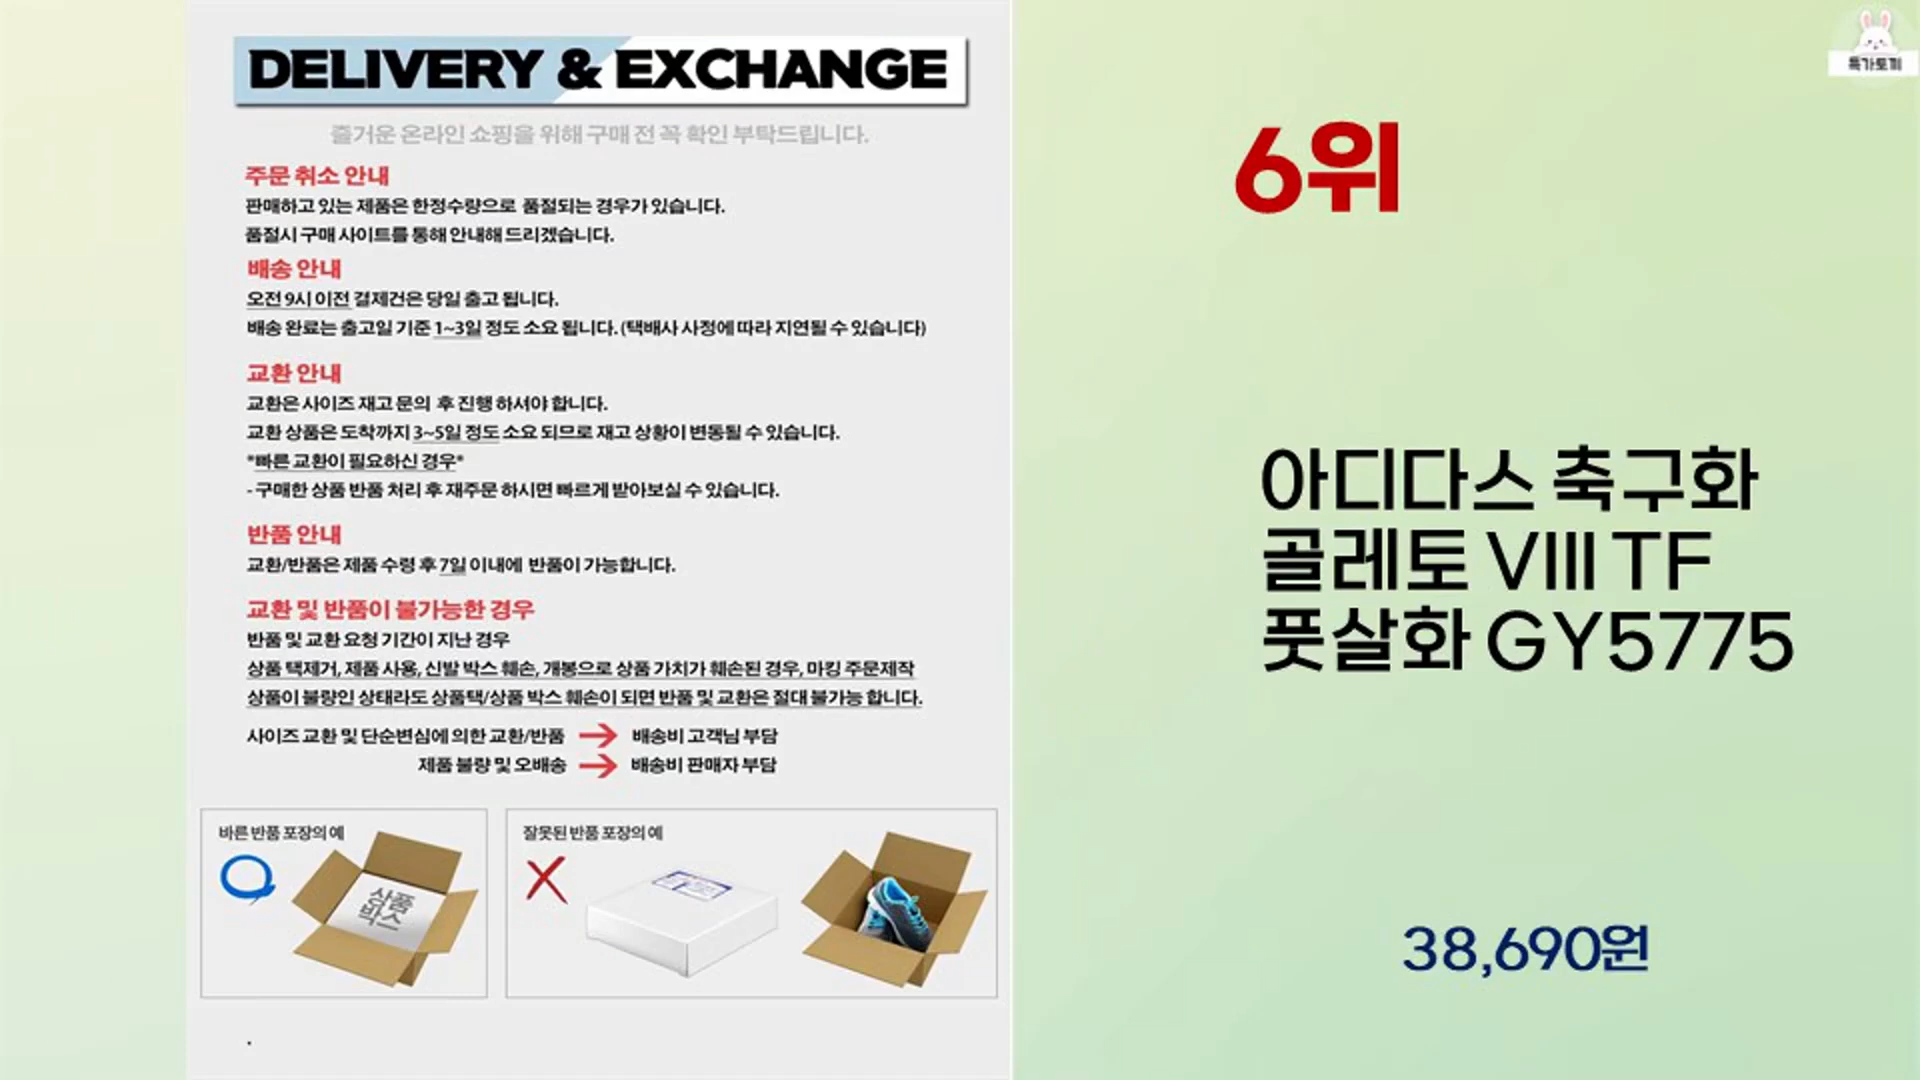 DELIVERY & EXCHANGE
즐거운 온라인 쇼핑을 위해 구매 전 꼭 확인 부탁드립니다.
주문 취소 안내
판매하고 있는 제품은 한정수량으로 품절되는 경우가 있습니다.
품절시 구매 사이트를 통해 안내해 드리겠습니다.
배송 안내
오전 9시 이전 결제건은 당일 출고 됩니다.
배송 완료는 출고일 기준 1~3일 정도 소요 됩니다. (택배사 사정에 따라 지연될 수 있습니다)
교환 안내
교환은 사이즈 재고 문의 후 진행 하셔야 합니다.
교환 상품은 도착까지 3~5일 정도 소요 되므로 재고 상황이 변동될 수 있습니다.
*빠른 교환이 필요하신 경우*
- 구매한 상품 반품 처리 후 재주문 하시면 빠르게 받아보실 수 있습니다.
반품 안내
교환/반품은 제품 수령 후 7일 이내에 반품이 가능합니다.
교환 및 반품이 불가능한 경우
반품 및 교환 요청 기간이 지난 경우
상품 택제거, 제품 사용, 신발 박스 훼손, 개봉으로 상품 가치가 훼손된 경우, 마킹 주문제작
상품이 불량인 상태라도 상품택/상품 박스 훼손이 되면 반품 및 교환은 절대 불가능 합니다.
사이즈 교환 및 단순변심에 의한 교환/반품 → 배송비 고객님 부담
제품 불량 및 오배송 → 배송비 판매자 부담
바른 반품 포장의 예
상품
박스
잘못된 반품 포장의 예
특가토끼
6위
아디다스 축구화
골레토 VIII TF
풋살화 GY5775
38,690원